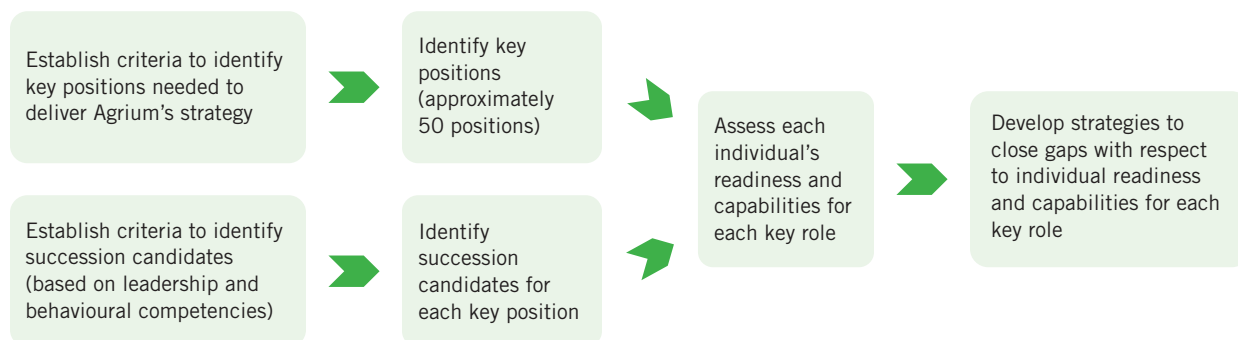 Establish criteria to identify
key positions needed to
deliver Agrium's strategy
Identify key
positions
(approximately
50 positions)
Establish criteria to identify
succession candidates
(based on leadership and
behavioural competencies)
Identify
succession
candidates for
each key position
Assess each
individual's
readiness and
capabilities for
each key role
Develop strategies to
close gaps with respect
to individual readiness
and capabilities for each
key role